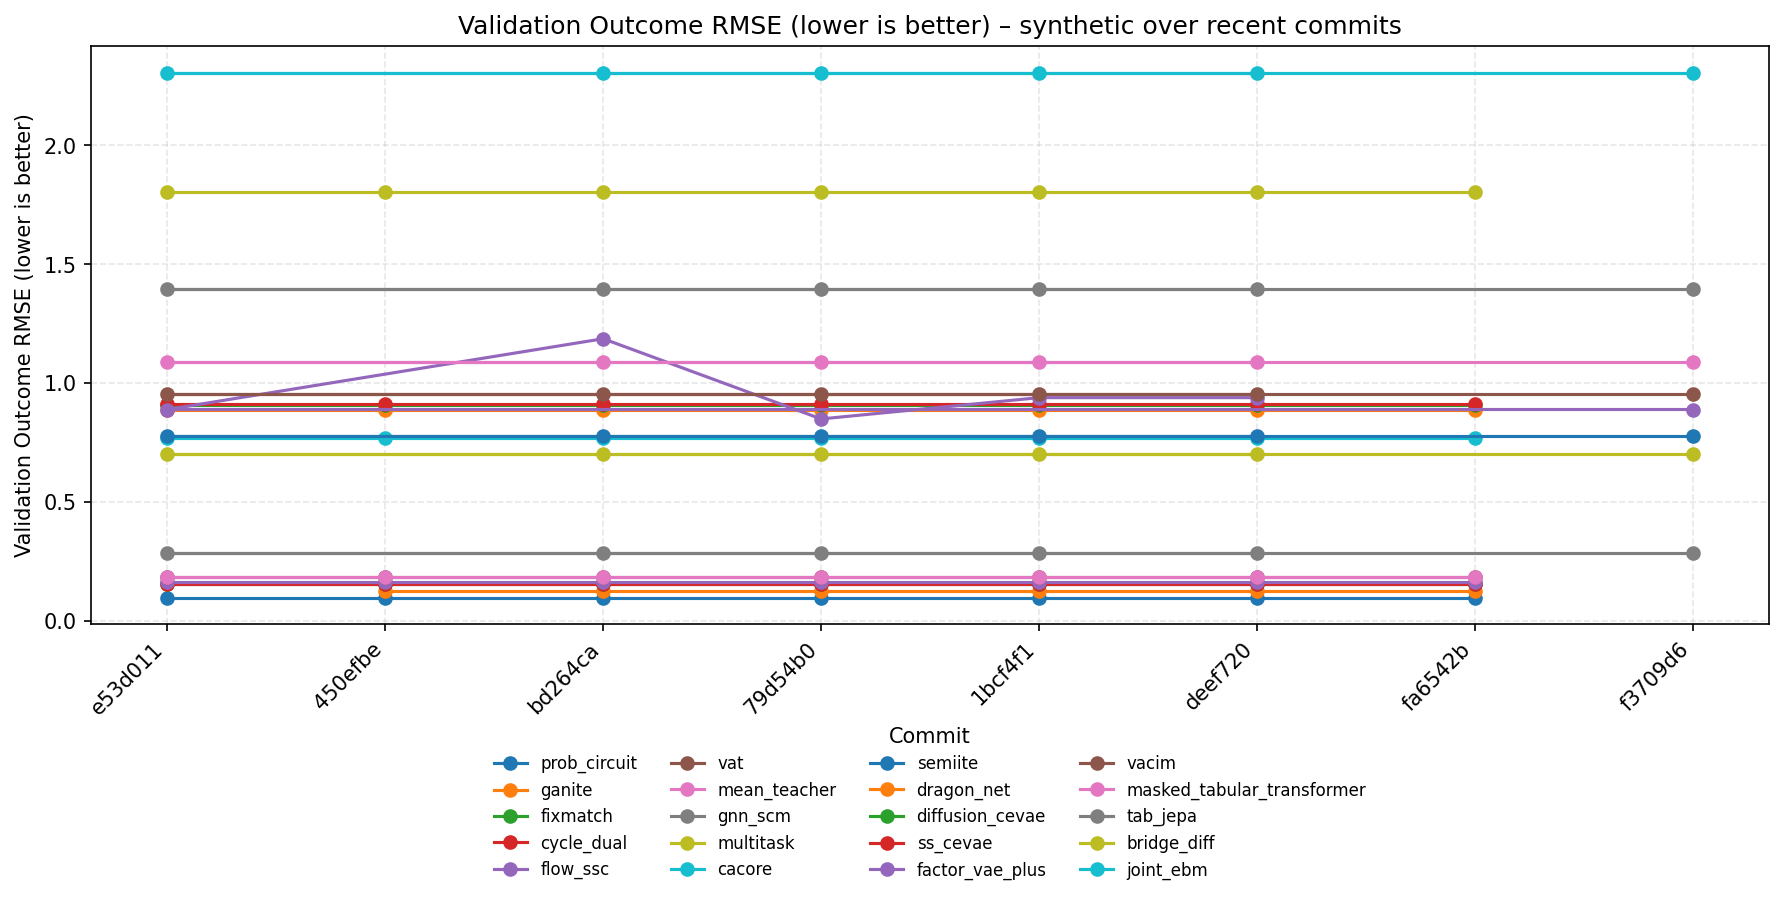 Validation Outcome RMSE (lower is better) – synthetic over recent commits
Validation Outcome RMSE (lower is better)
2.0
1.5
1.0
0.5
0.0
e53d011
450efbe
bd264ca
79d54b0
1bcf4f1
deef720
fa6542b
f3709d6
Commit
prob_circuit
ganite
fixmatch
cycle_dual
flow_ssc
vat
mean_teacher
gnn_scm
multitask
cacore
semiite
dragon_net
diffusion_cevae
ss_cevae
factor_vae_plus
vacim
masked_tabular_transformer
tab_jepa
bridge_diff
joint_ebm